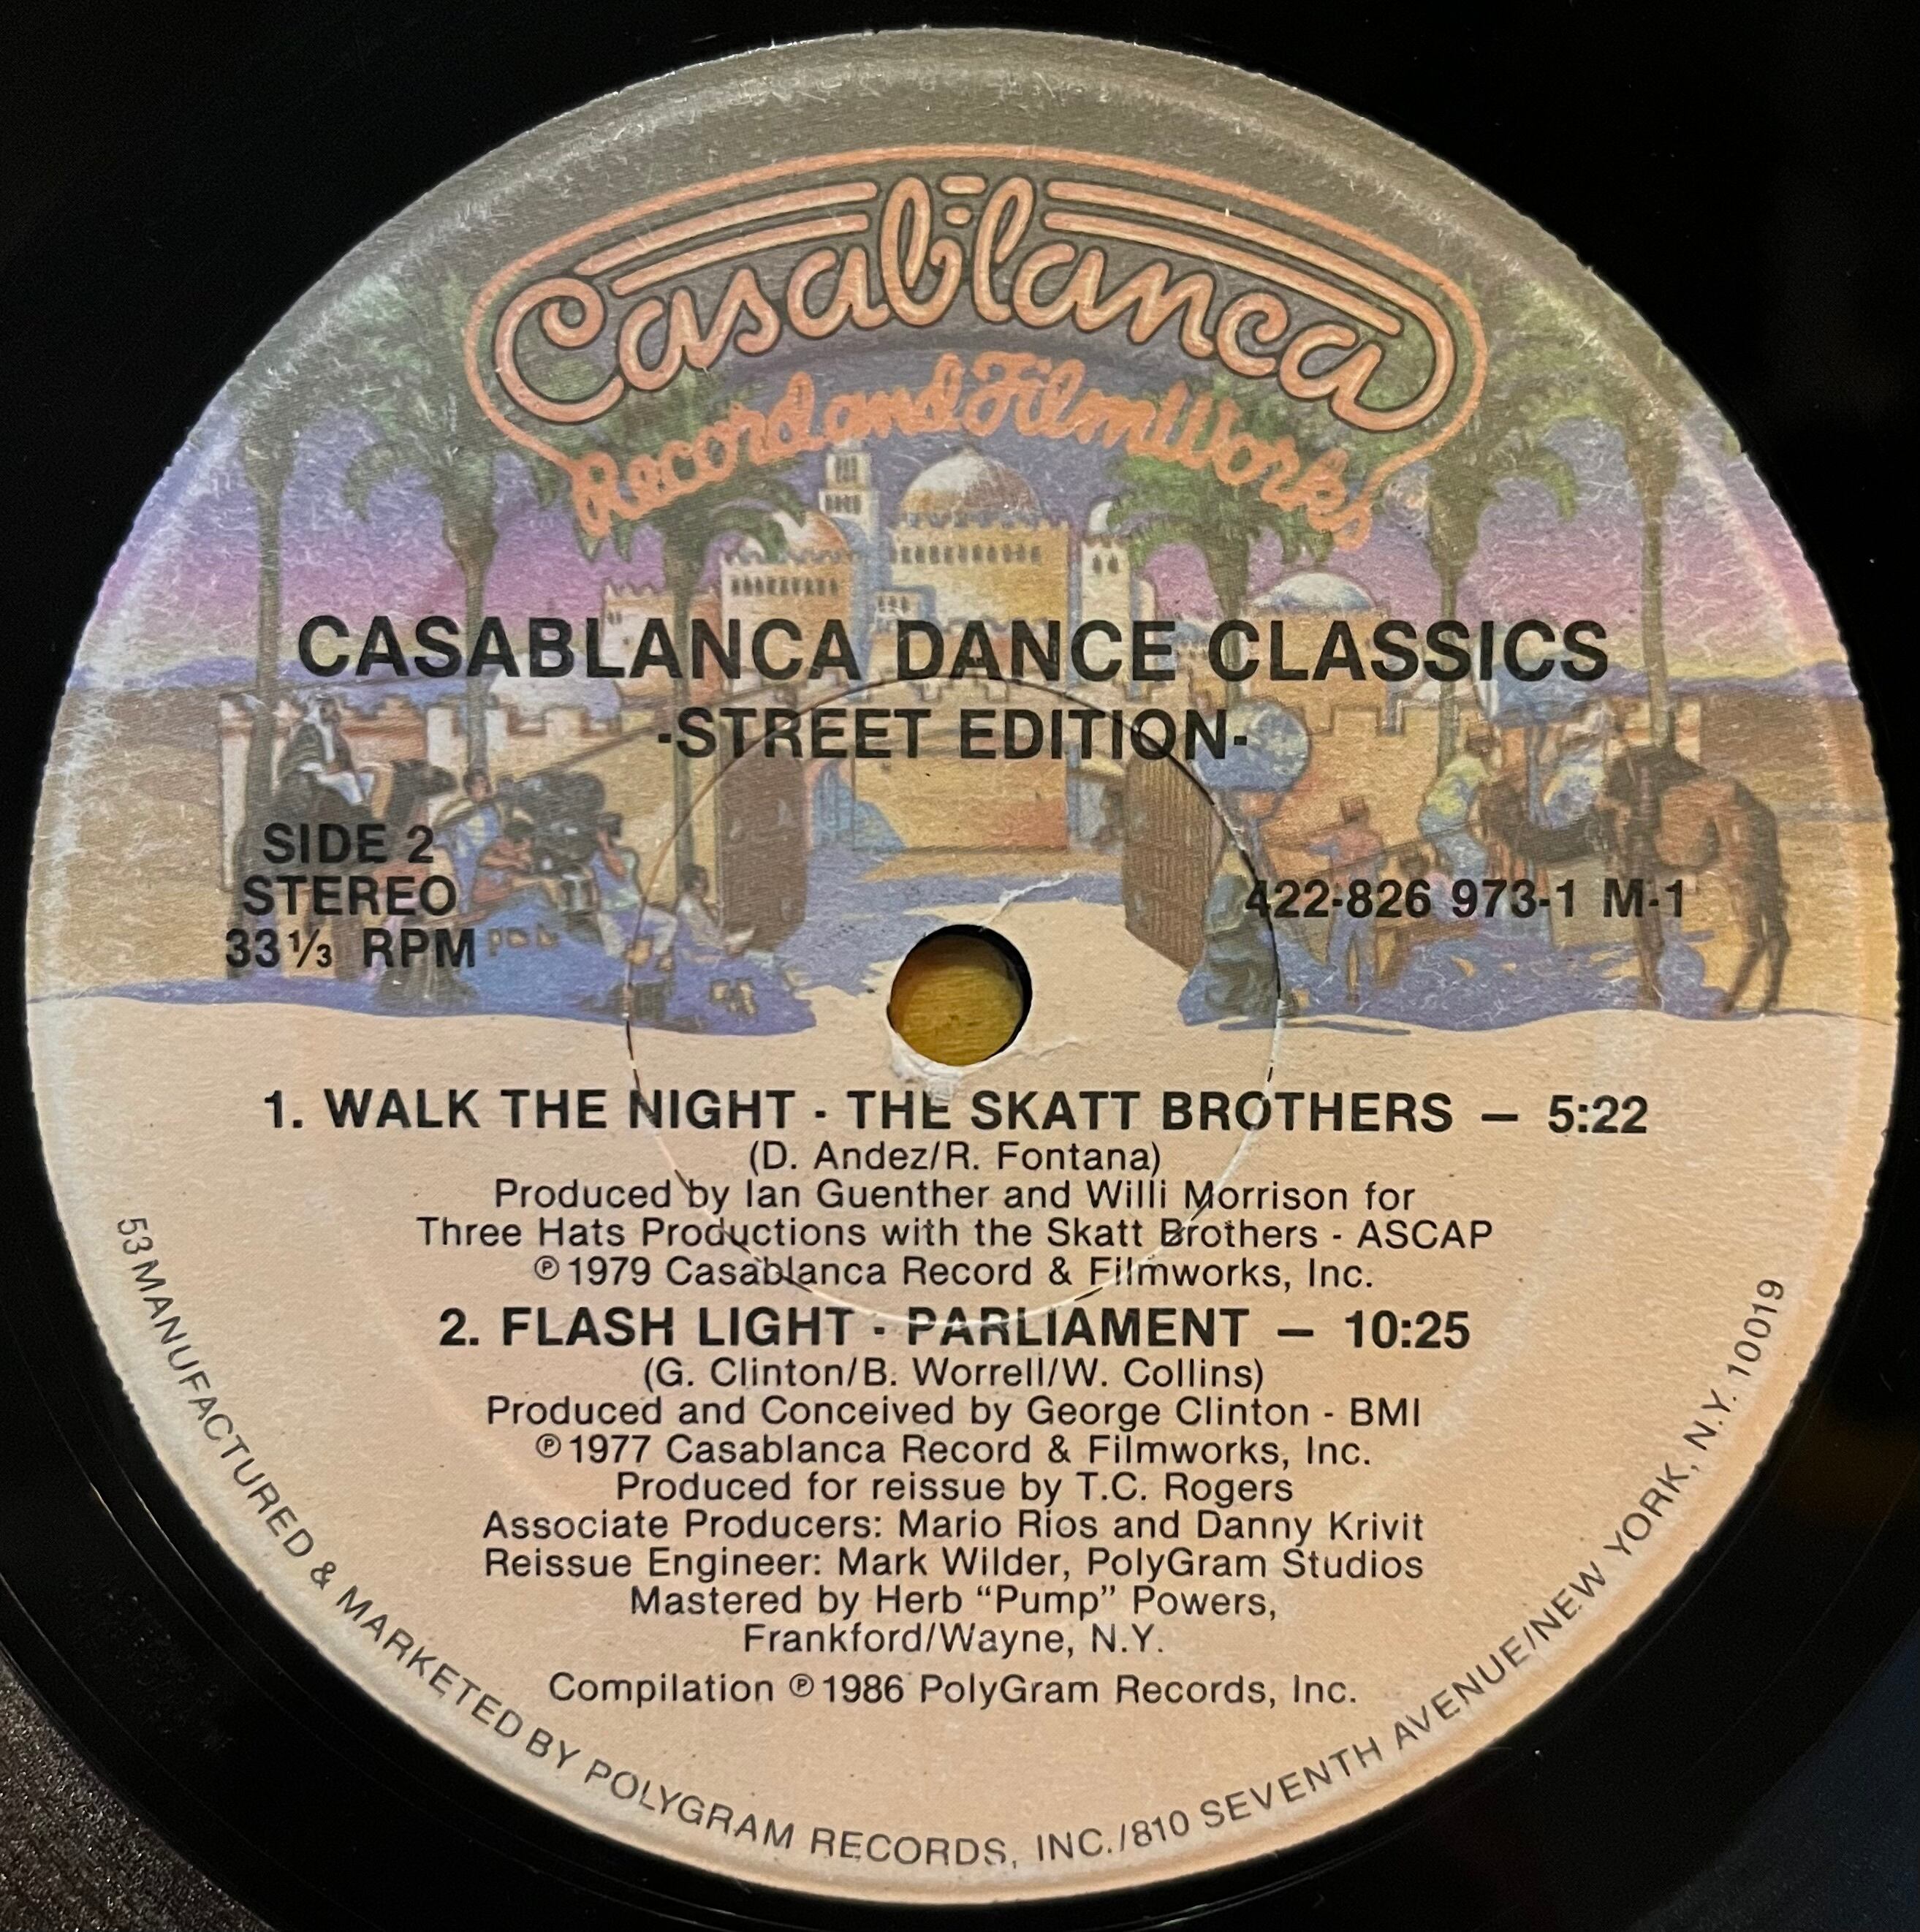 Casablanca
Record and FilmWorks
CASABLANCA DANCE CLASSICS
-STREET EDITION-
SIDE 2
STEREO
33⅓ RPM
422-826 973-1 M-1
1. WALK THE NIGHT - THE SKATT BROTHERS — 5:22
(D. Andez/R. Fontana)
Produced by Ian Guenther and Willi Morrison for
Three Hats Productions with the Skatt Brothers - ASCAP
℗1979 Casablanca Record & Filmworks, Inc.
2. FLASH LIGHT - PARLIAMENT — 10:25
(G. Clinton/B. Worrell/W. Collins)
Produced and Conceived by George Clinton - BMI
℗1977 Casablanca Record & Filmworks, Inc.
Produced for reissue by T.C. Rogers
Associate Producers: Mario Rios and Danny Krivit
Reissue Engineer: Mark Wilder, PolyGram Studios
Mastered by Herb “Pump” Powers,
Frankford/Wayne, N.Y.
Compilation ℗1986 PolyGram Records, Inc.
53 MANUFACTURED & MARKETED BY POLYGRAM RECORDS, INC./810 SEVENTH AVENUE/NEW YORK, N.Y. 10019